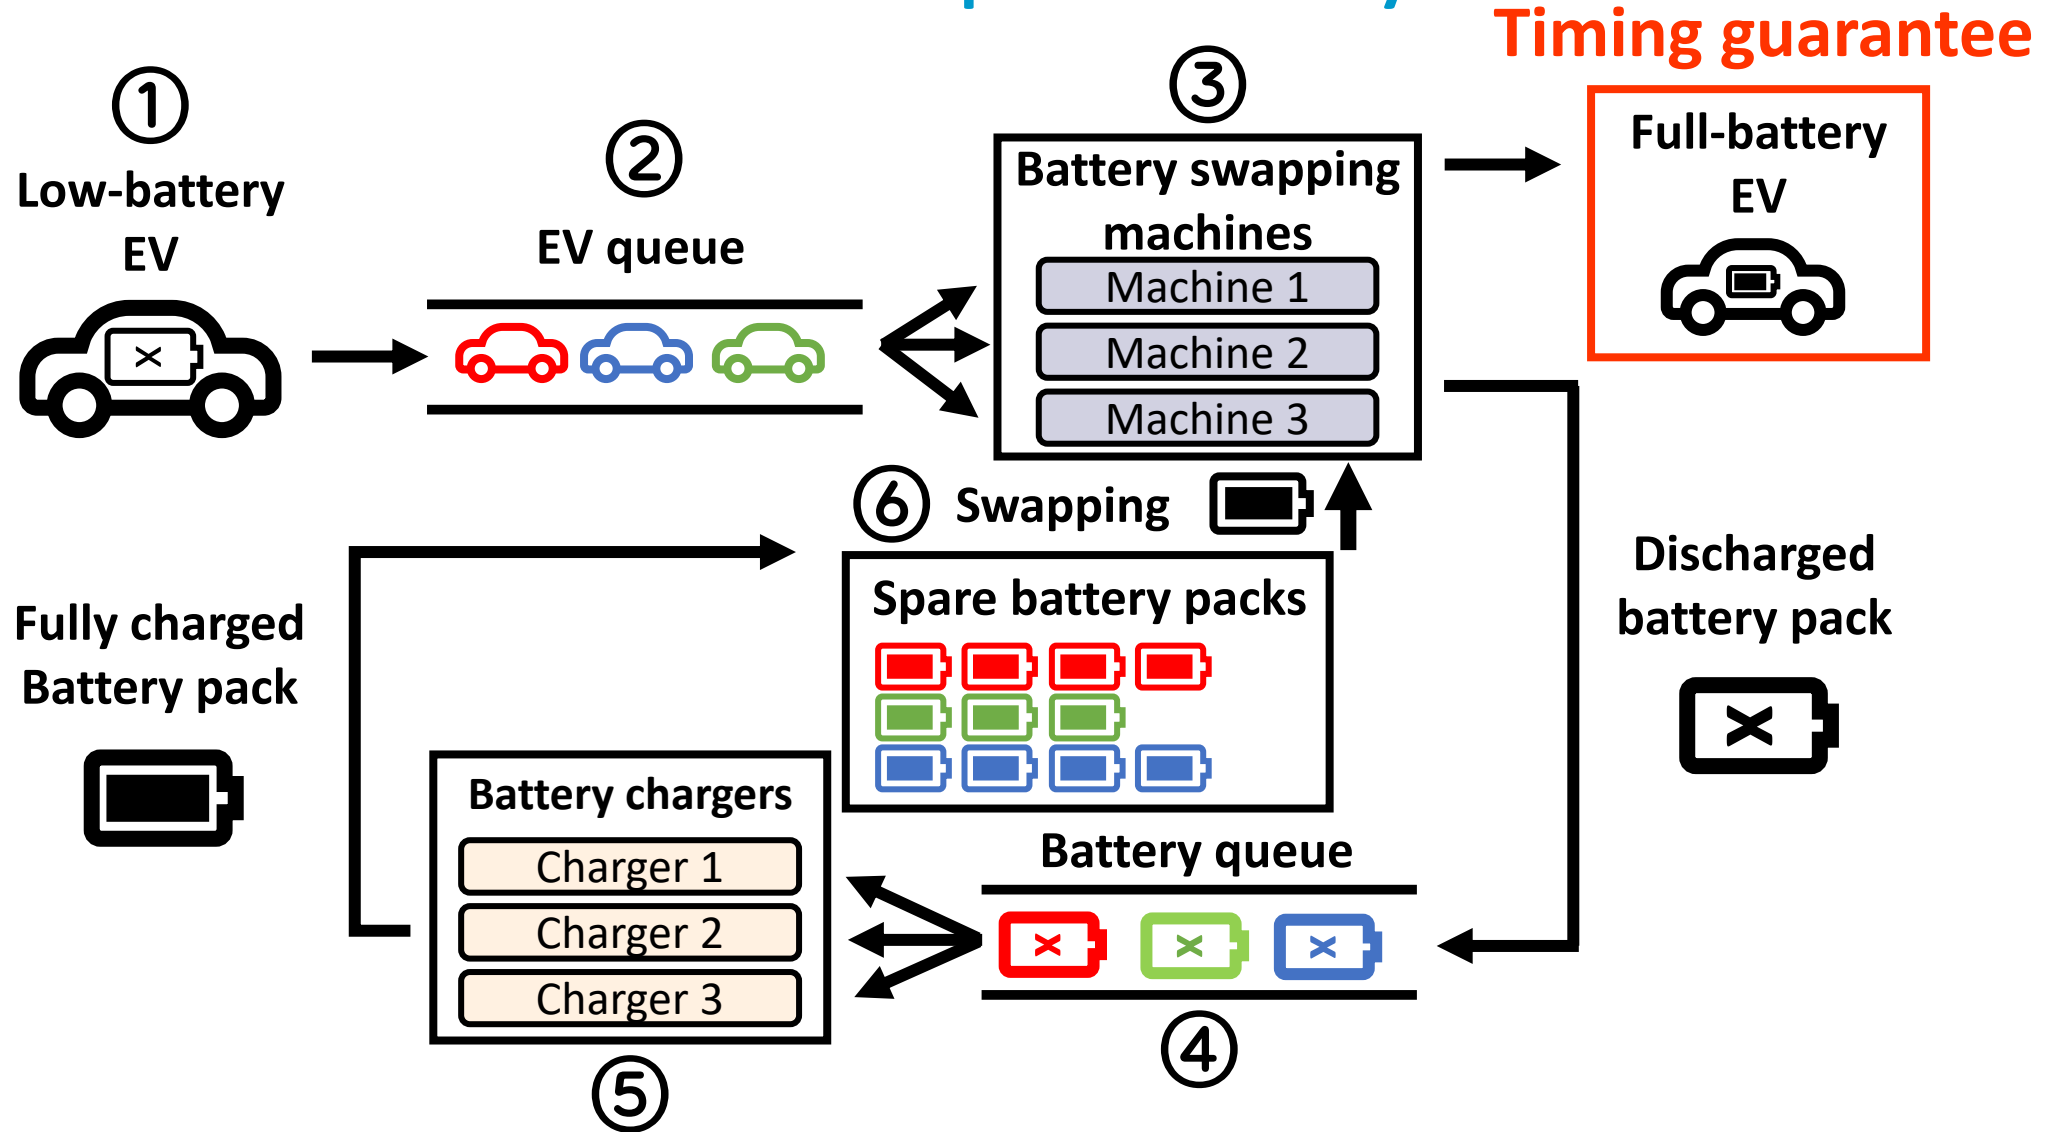 Timing guarantee
①
Low-battery
EV
②
EV queue
③
Battery swapping
machines
Machine 1
Machine 2
Machine 3
Full-battery
EV
⑥ Swapping
Spare battery packs
Discharged
battery pack
Fully charged
Battery pack
Battery chargers
Charger 1
Charger 2
Charger 3
⑤
Battery queue
④